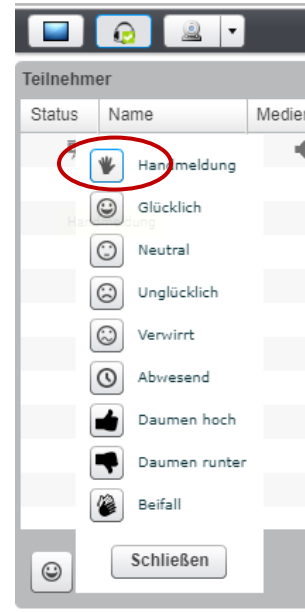 Teilnehmer
Status Name Medien
Handmeldung
Glücklich
Neutral
Unglücklich
Verwirrt
Abwesend
Daumen hoch
Daumen runter
Beifall
Schließen